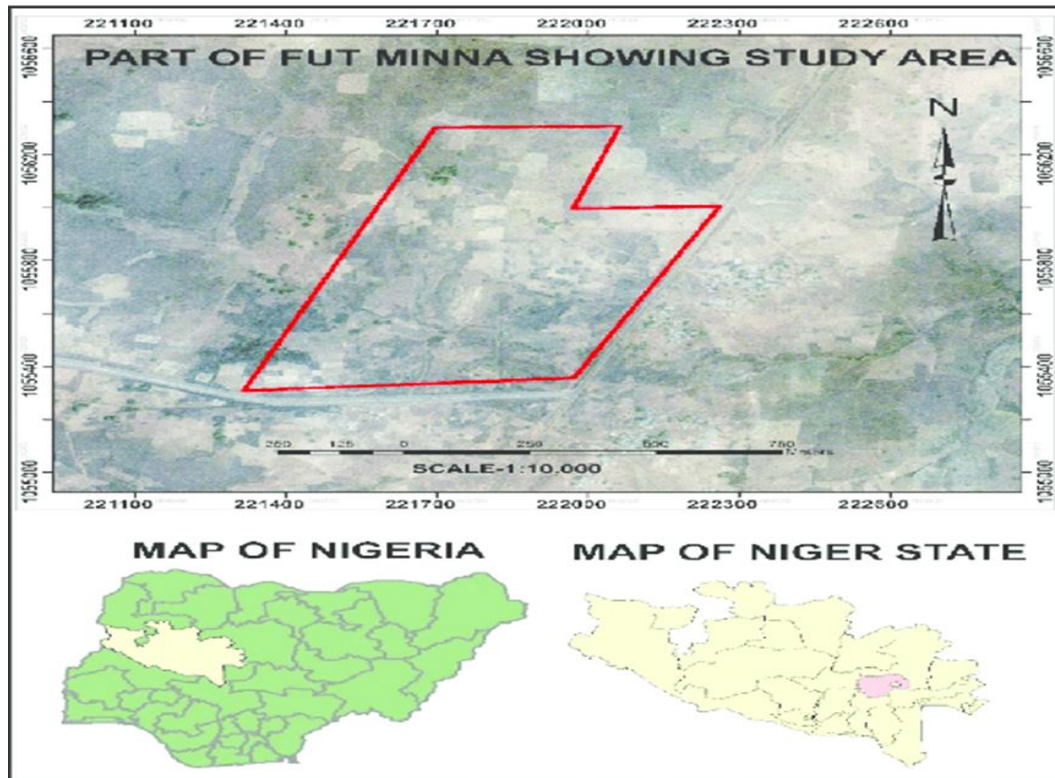 221100 221400 221700 222000 222300 222600
PART OF FUT MINNA SHOWING STUDY AREA
1056600 1056600
N
1056200 1056200
1055800 1055800
1055400 1055400
1055000 1055000
250 125 0 250 500 750
Meters
SCALE-1:10.000
221100 221400 221700 222000 222300 222600
MAP OF NIGERIA MAP OF NIGER STATE